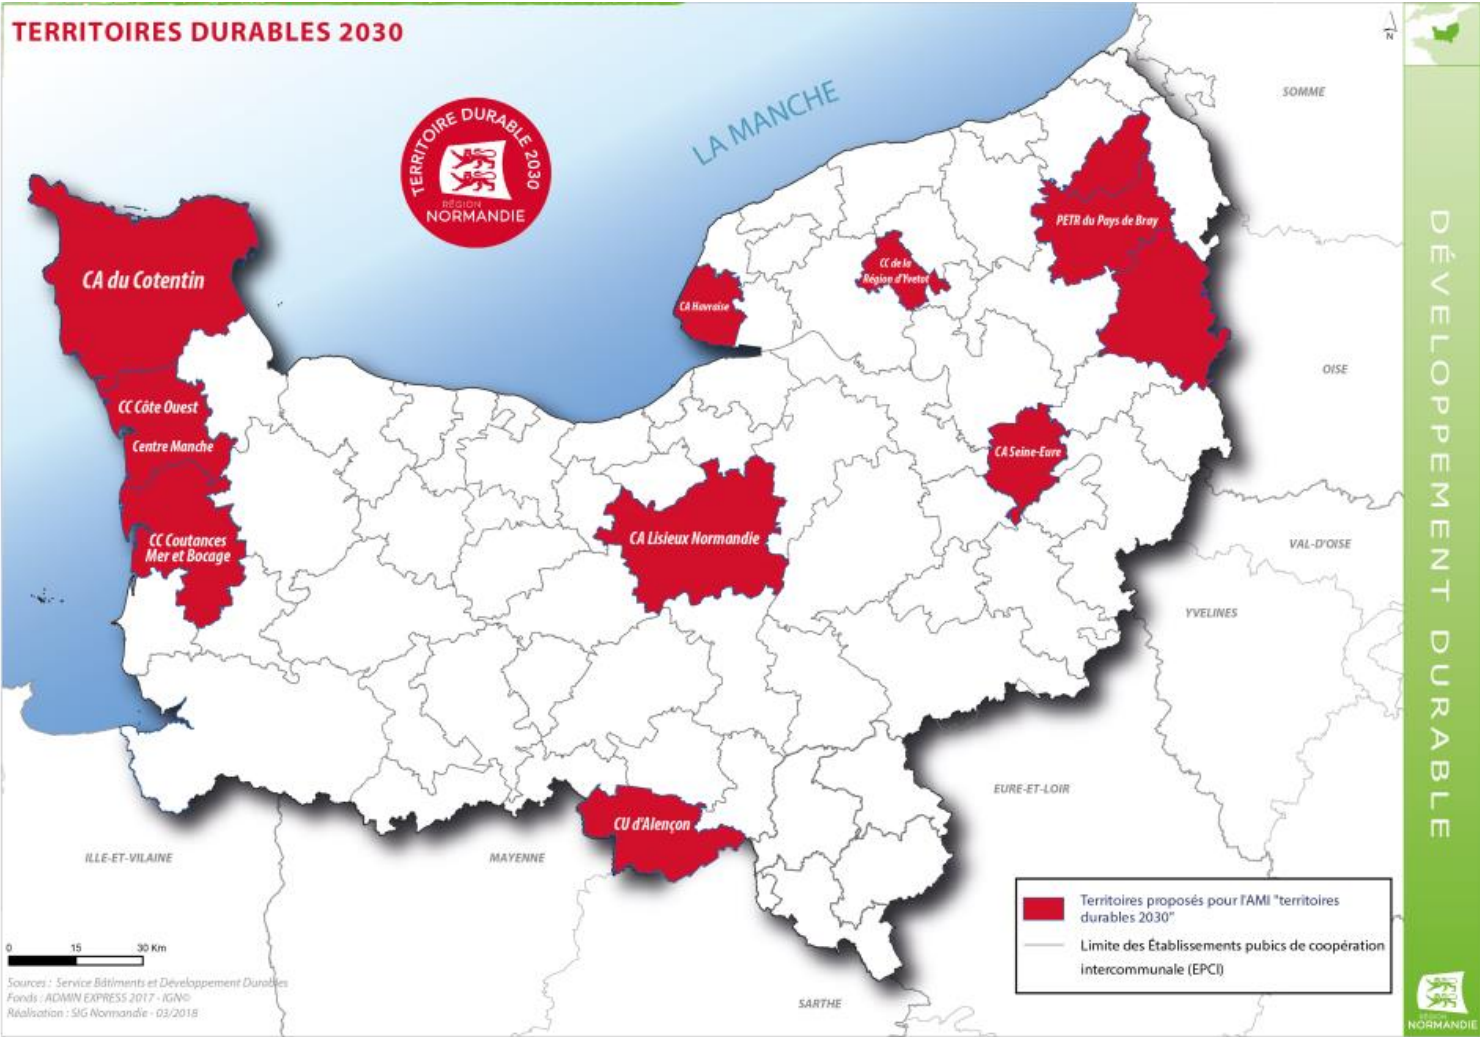 TERRITOIRES DURABLES 2030
N
SOMME
LA MANCHE
TERRITOIRE DURABLE 2030
RÉGION
NORMANDIE
PETR du Pays de Bray
CC de la
Région d'Yvetot
CA du Cotentin
CA Havraise
OISE
CC Côte Ouest
Centre Manche
CA Seine-Eure
CC Coutances
Mer et Bocage
CA Lisieux Normandie
VAL-D'OISE
YVELINES
EURE-ET-LOIR
CU d'Alençon
ILLE-ET-VILAINE
MAYENNE
SARTHE
Territoires proposés pour l'AMI "territoires
durables 2030"
Limite des Établissements pubics de coopération
intercommunale (EPCI)
0 15 30 Km
Sources : Service Bâtiments et Développement Durables
Fonds : ADMIN EXPRESS 2017 - IGN©
Réalisation : SIG Normandie - 03/2018
DÉVELOPPEMENT DURABLE
RÉGION
NORMANDIE